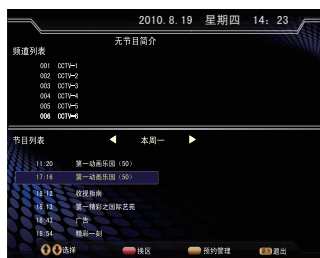 2010.8.19 星期四 14:23
无节目简介
频道列表
001 CCTV-1
002 CCTV-2
003 CCTV-3
004 CCTV-4
005 CCTV-5
006 CCTV-6
节目列表 ◀ 本周一 ▶
11:20 第一动画乐园（50）
17:16 第一动画乐园（50）
18:12 收视指南
18:13 第一精彩之国际艺苑
18:47 广告
18:54 精彩一刻
选择 换区 预约管理 退出